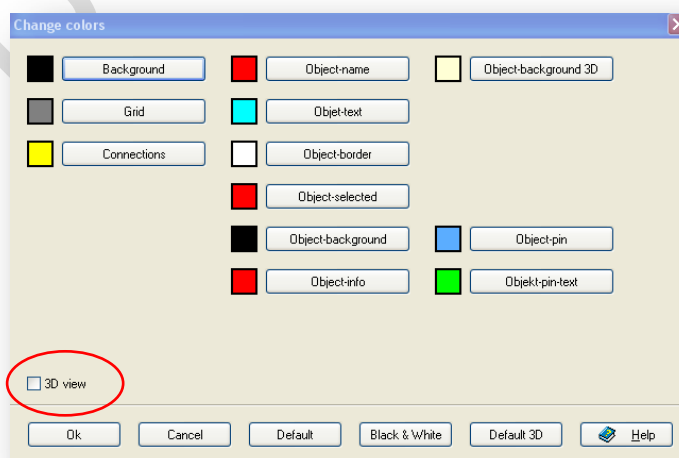 Change colors
Background Object-name Object-background 3D
Grid Objet-text
Connections Object-border
Object-selected
Object-background Object-pin
Object-info Objekt-pin-text
3D view
Ok Cancel Default Black & White Default 3D Help